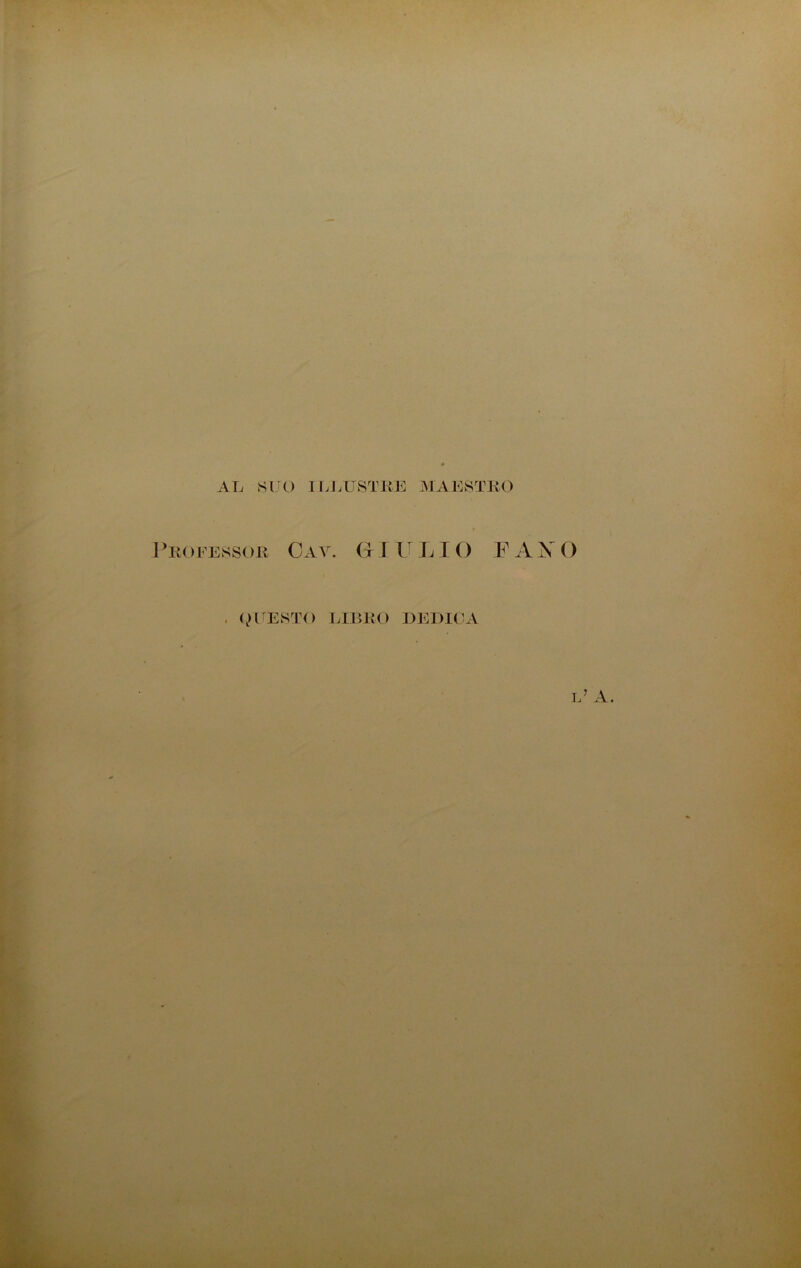 AL SUO ILLUSTRE MAESTRO
PROFESSOR CAV. GIULIO FANO
QUESTO LIBRO DEDICA
L' A.